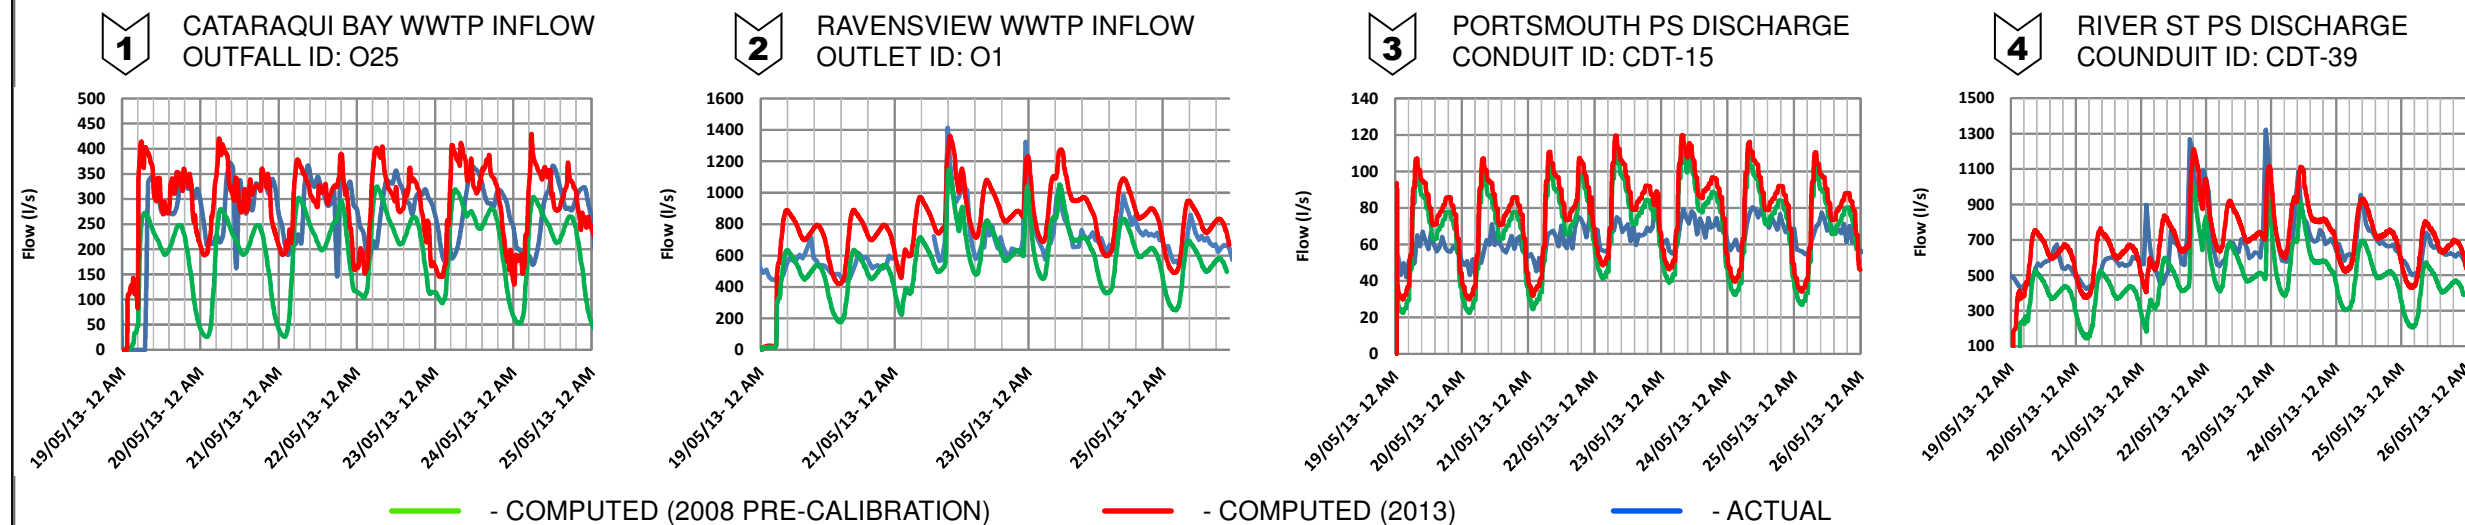 1
CATARAQUI BAY WWTP INFLOW
OUTFALL ID: O25
Flow (l/s)
500
450
400
350
300
250
200
150
100
50
0
19/05/13- 12 AM
20/05/13- 12 AM
21/05/13- 12 AM
22/05/13- 12 AM
23/05/13- 12 AM
24/05/13- 12 AM
25/05/13- 12 AM
2
RAVENSVIEW WWTP INFLOW
OUTLET ID: O1
Flow (l/s)
1600
1400
1200
1000
800
600
400
200
0
19/05/13- 12 AM
21/05/13- 12 AM
23/05/13- 12 AM
25/05/13- 12 AM
3
PORTSMOUTH PS DISCHARGE
CONDUIT ID: CDT-15
Flow (l/s)
140
120
100
80
60
40
20
0
19/05/13- 12 AM
20/05/13- 12 AM
21/05/13- 12 AM
22/05/13- 12 AM
23/05/13- 12 AM
24/05/13- 12 AM
25/05/13- 12 AM
26/05/13- 12 AM
4
RIVER ST PS DISCHARGE
COUNDUIT ID: CDT-39
Flow (l/s)
1500
1300
1100
900
700
500
300
100
19/05/13- 12 AM
20/05/13- 12 AM
21/05/13- 12 AM
22/05/13- 12 AM
23/05/13- 12 AM
24/05/13- 12 AM
25/05/13- 12 AM
26/05/13- 12 AM
- COMPUTED (2008 PRE-CALIBRATION)
- COMPUTED (2013)
- ACTUAL